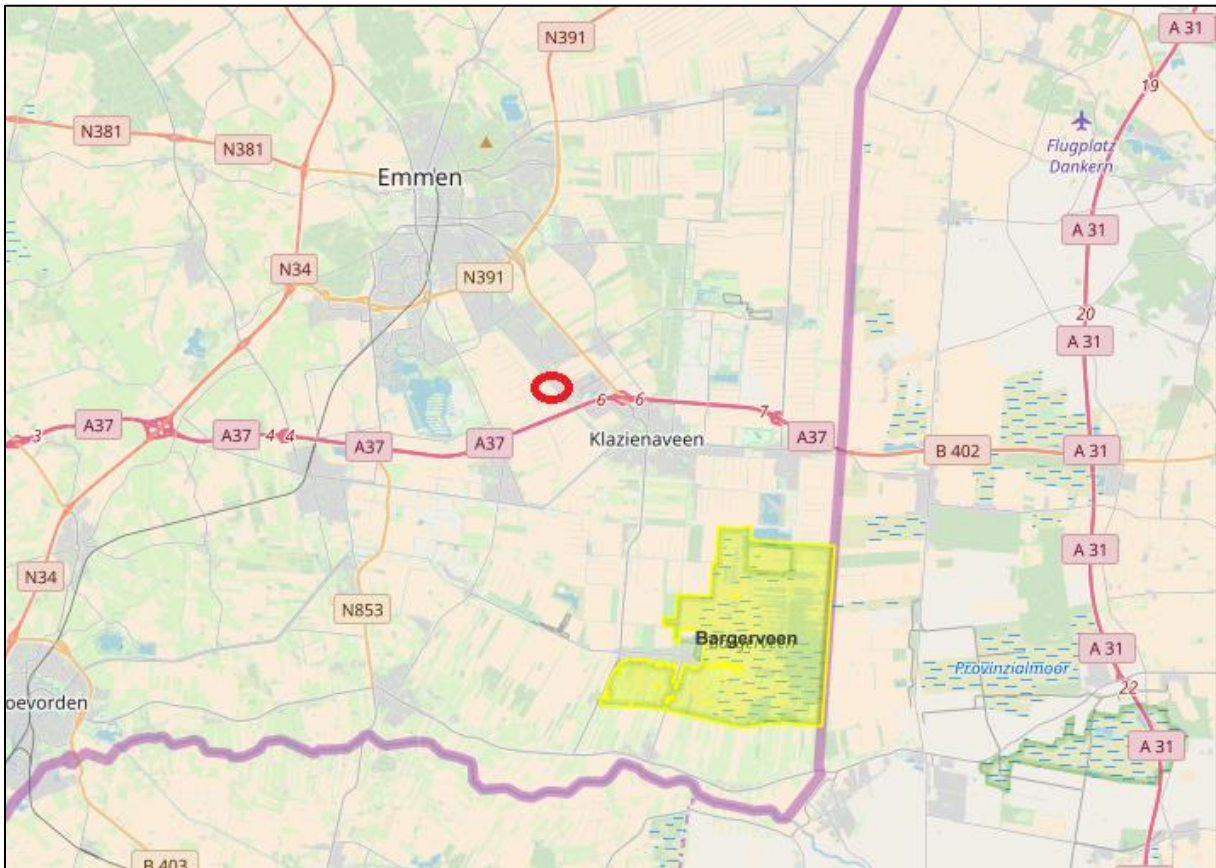 A 31
N391
19
N381
N381
Flugplatz
Dankern
Emmen
A 31
N34
N391
20
A 31
6
6
7
3
A37
4
4
A37
A37
A37
Klazienaveen
A37
B 402
A 31
A 31
N34
N853
Bargerveen
A 31
Provinzialmoor
22
oevorden
A 31
B 403